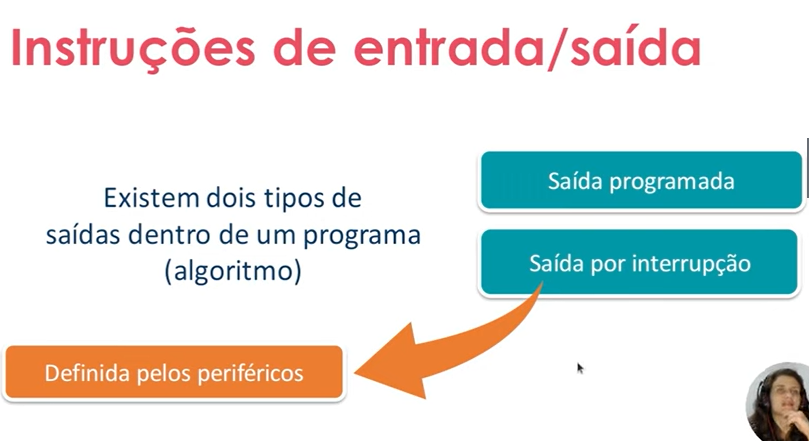 Instruções de entrada/saída
Existem dois tipos de
saídas dentro de um programa
(algoritmo)
Saída programada
Saída por interrupção
Definida pelos periféricos